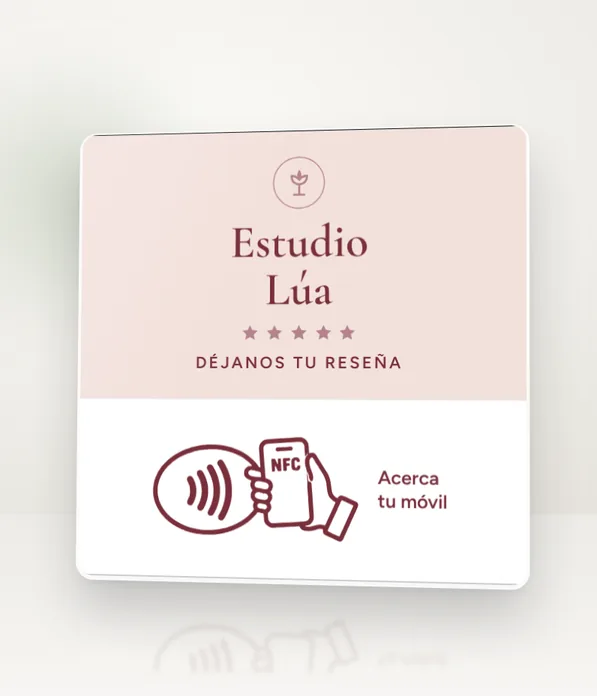 Estudio
Lúa
DÉJANOS TU RESEÑA
NFC
Acerca
tu móvil